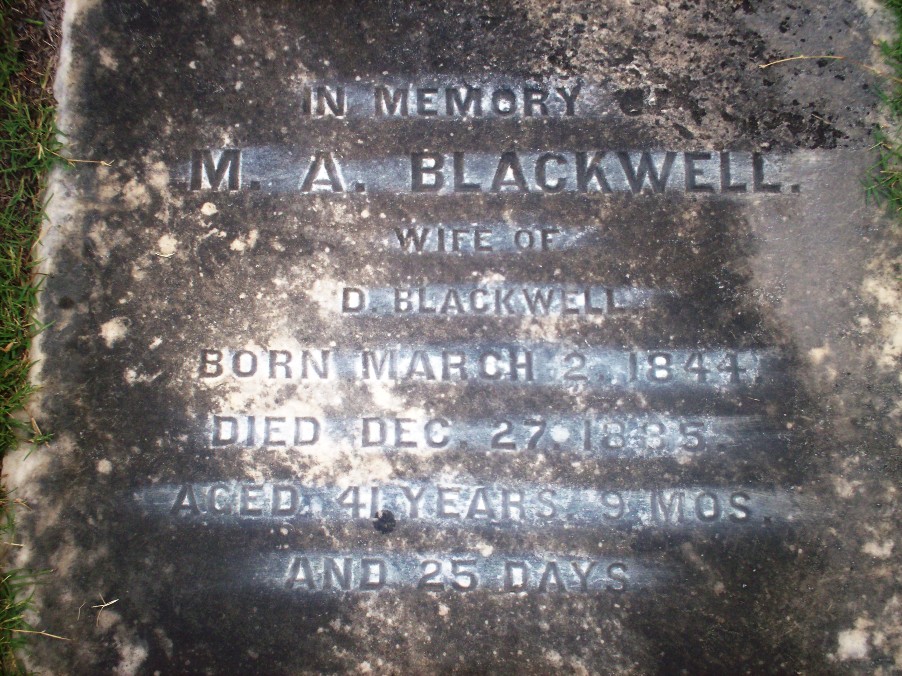 IN MEMORY
M. A. BLACKWELL.
WIFE OF
D. BLACKWELL.
BORN MARCH 2. 1844.
DIED DEC. 27. 1885.
AGED. 41 YEARS. 9 MOS.
AND 25 DAYS